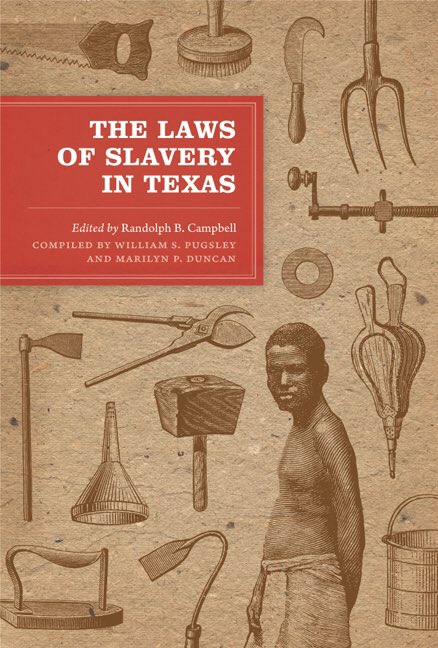 THE LAWS
OF SLAVERY
IN TEXAS
Edited by Randolph B. Campbell
COMPILED BY WILLIAM S. PUGSLEY
AND MARILYN P. DUNCAN